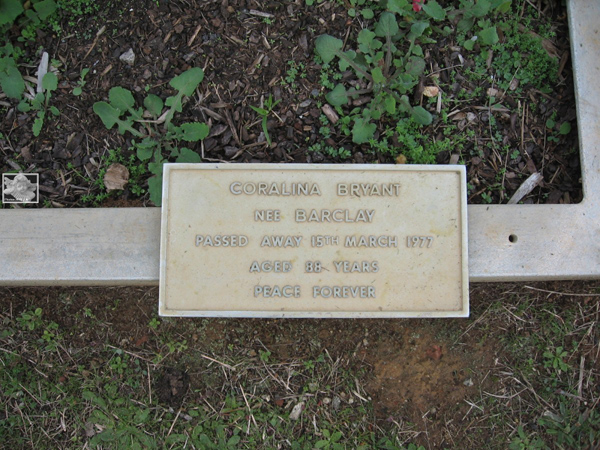 CORALINA BRYANT
NEE BARCLAY
PASSED AWAY 15TH MARCH 1977
AGED 88 YEARS
PEACE FOREVER